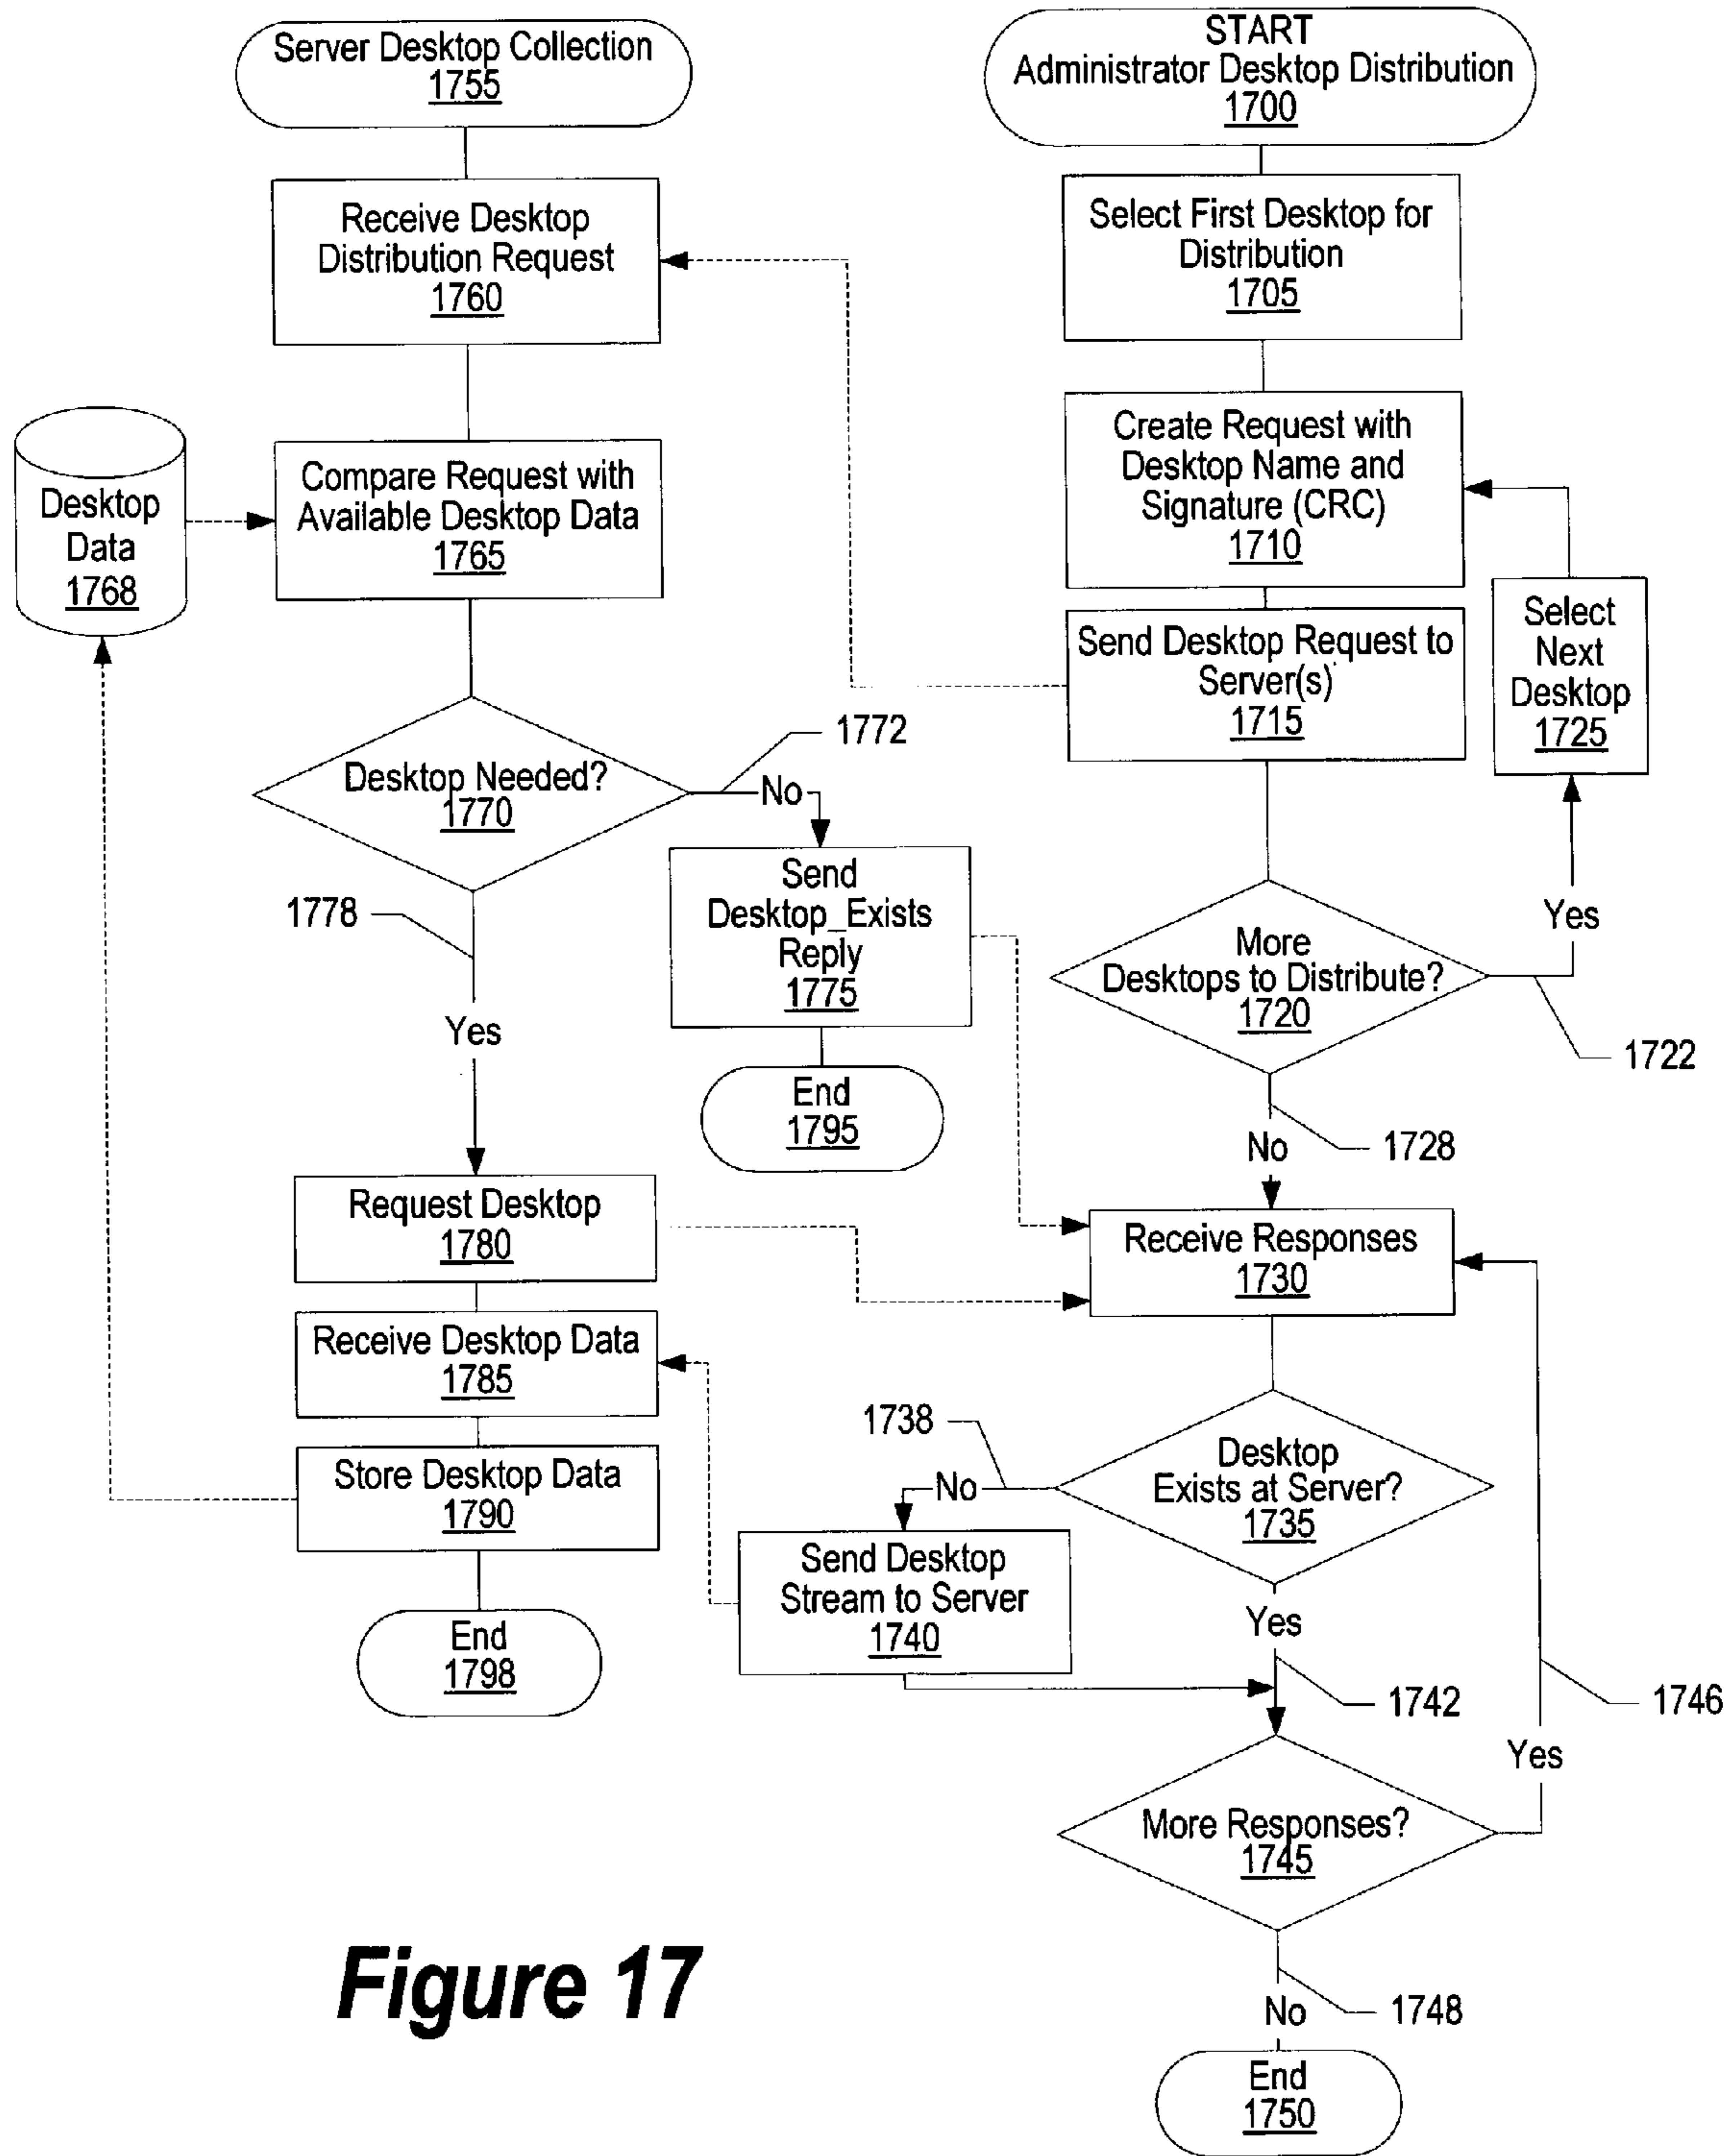 Server Desktop Collection
1755
Receive Desktop
Distribution Request
1760
Desktop
Data
1768
Compare Request with
Available Desktop Data
1765
Desktop Needed?
1770
1772
No
Send
Desktop_Exists
Reply
1775
End
1795
1778
Yes
Request Desktop
1780
Receive Desktop Data
1785
Store Desktop Data
1790
End
1798
START
Administrator Desktop Distribution
1700
Select First Desktop for
Distribution
1705
Create Request with
Desktop Name and
Signature (CRC)
1710
Send Desktop Request to
Server(s)
1715
Select
Next
Desktop
1725
Yes
More
Desktops to Distribute?
1720
1722
1728
No
Receive Responses
1730
1738
No
Desktop
Exists at Server?
1735
Send Desktop
Stream to Server
1740
Yes
1742
1746
Yes
More Responses?
1745
1748
No
End
1750
Figure 17